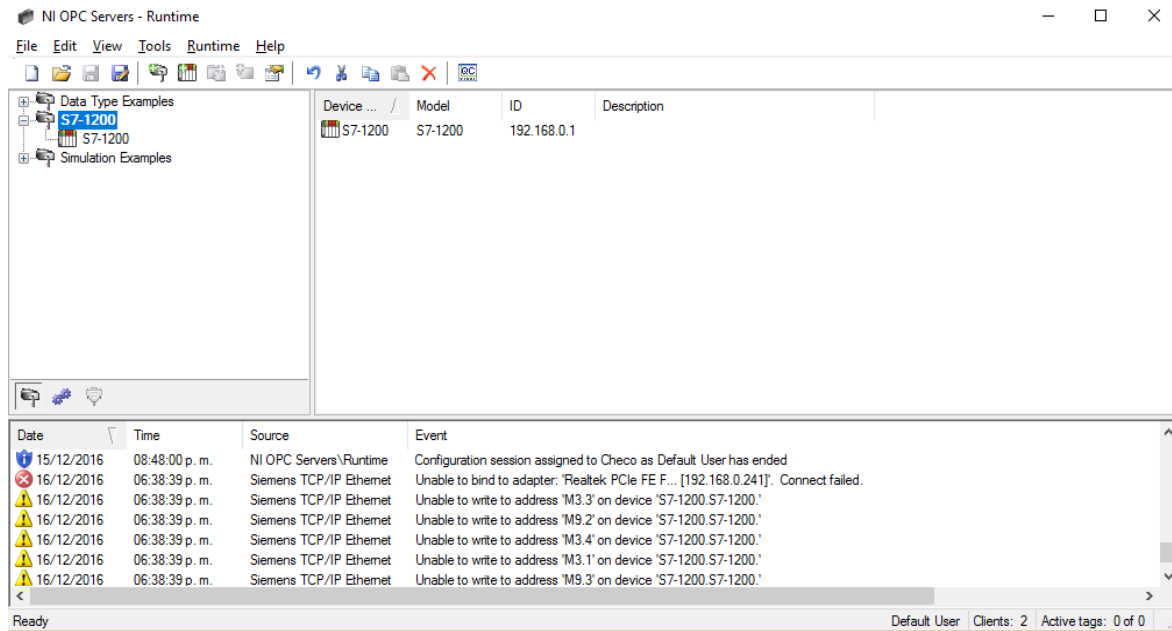 NI OPC Servers - Runtime
File Edit View Tools Runtime Help
Data Type Examples
S7-1200
S7-1200
Simulation Examples
Device ... / Model ID Description
S7-1200 S7-1200 192.168.0.1
Date Time Source Event
15/12/2016 08:48:00 p. m. NI OPC Servers\Runtime Configuration session assigned to Checo as Default User has ended
16/12/2016 06:38:39 p. m. Siemens TCP/IP Ethernet Unable to bind to adapter: 'Realtek PCIe FE F... [192.168.0.241]'. Connect failed.
16/12/2016 06:38:39 p. m. Siemens TCP/IP Ethernet Unable to write to address 'M3.3' on device 'S7-1200.S7-1200.'
16/12/2016 06:38:39 p. m. Siemens TCP/IP Ethernet Unable to write to address 'M9.2' on device 'S7-1200.S7-1200.'
16/12/2016 06:38:39 p. m. Siemens TCP/IP Ethernet Unable to write to address 'M3.4' on device 'S7-1200.S7-1200.'
16/12/2016 06:38:39 p. m. Siemens TCP/IP Ethernet Unable to write to address 'M3.1' on device 'S7-1200.S7-1200.'
16/12/2016 06:38:39 p. m. Siemens TCP/IP Ethernet Unable to write to address 'M9.3' on device 'S7-1200.S7-1200.'
Ready Default User Clients: 2 Active tags: 0 of 0